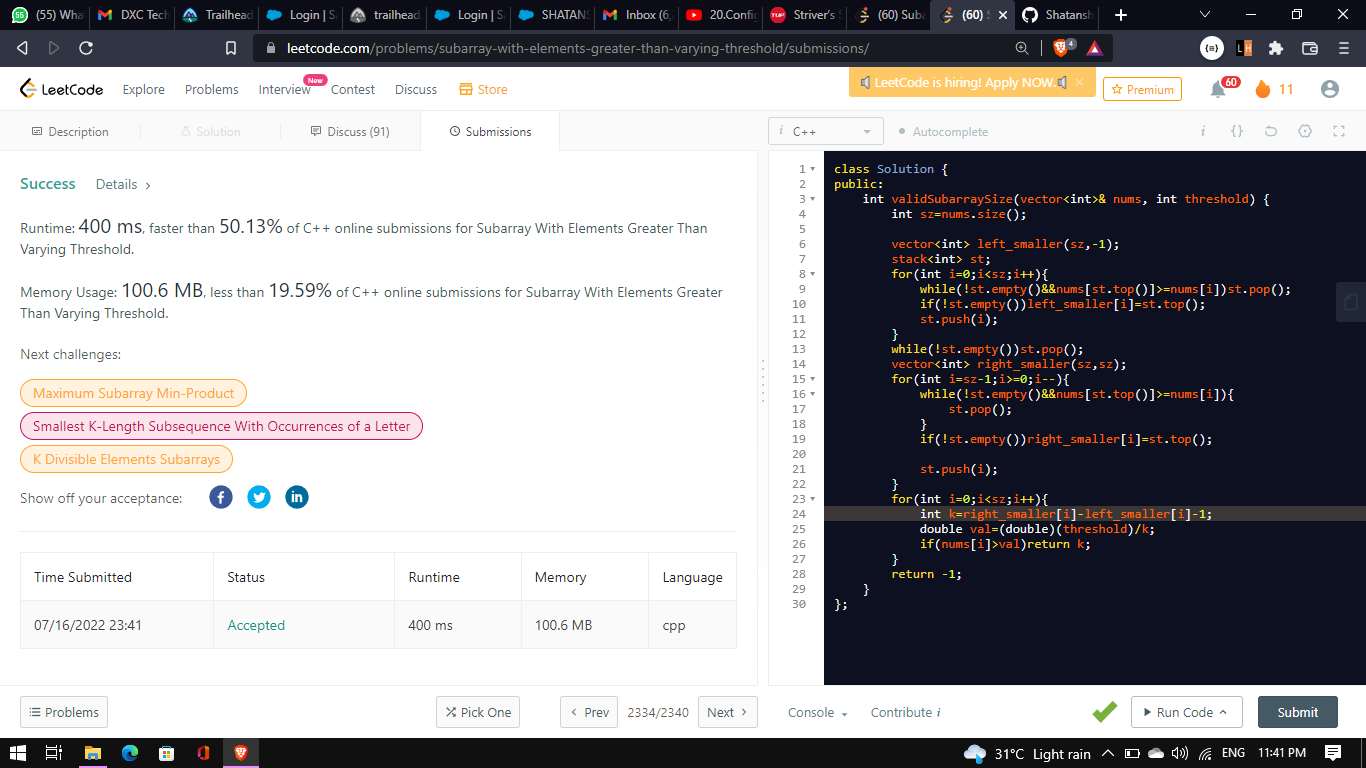 (55) Wha
DXC Tech
Trailhead
Login | S
trailhead
Login | S
SHATANS
Inbox (6,
20.Config
Striver's S
(60) Suba
(60) S
Shatansh
leetcode.com/problems/subarray-with-elements-greater-than-varying-threshold/submissions/
4
LeetCode
Explore
Problems
Interview
New
Contest
Discuss
Store
LeetCode is hiring! Apply NOW.
Premium
60
11
Description
Solution
Discuss (91)
Submissions
i C++
Autocomplete
Success Details
Runtime: 400 ms, faster than 50.13% of C++ online submissions for Subarray With Elements Greater Than
Varying Threshold.
Memory Usage: 100.6 MB, less than 19.59% of C++ online submissions for Subarray With Elements Greater
Than Varying Threshold.
Next challenges:
Maximum Subarray Min-Product
Smallest K-Length Subsequence With Occurrences of a Letter
K Divisible Elements Subarrays
Show off your acceptance:
Time Submitted Status Runtime Memory Language
07/16/2022 23:41 Accepted 400 ms 100.6 MB cpp
1 class Solution {
2 public:
3 int validSubarraySize(vector<int>& nums, int threshold) {
4 int sz=nums.size();
5
6 vector<int> left_smaller(sz,-1);
7 stack<int> st;
8 for(int i=0;i<sz;i++){
9 while(!st.empty()&&nums[st.top()]>=nums[i])st.pop();
10 if(!st.empty())left_smaller[i]=st.top();
11 st.push(i);
12 }
13 while(!st.empty())st.pop();
14 vector<int> right_smaller(sz,sz);
15 for(int i=sz-1;i>=0;i--){
16 while(!st.empty()&&nums[st.top()]>=nums[i]){
17 st.pop();
18 }
19 if(!st.empty())right_smaller[i]=st.top();
20
21 st.push(i);
22 }
23 for(int i=0;i<sz;i++){
24 int k=right_smaller[i]-left_smaller[i]-1;
25 double val=(double)(threshold)/k;
26 if(nums[i]>val)return k;
27 }
28 return -1;
29 }
30 };
Problems
Pick One
Prev
2334/2340
Next
Console
Contribute i
Run Code
Submit
31°C Light rain
ENG
11:41 PM